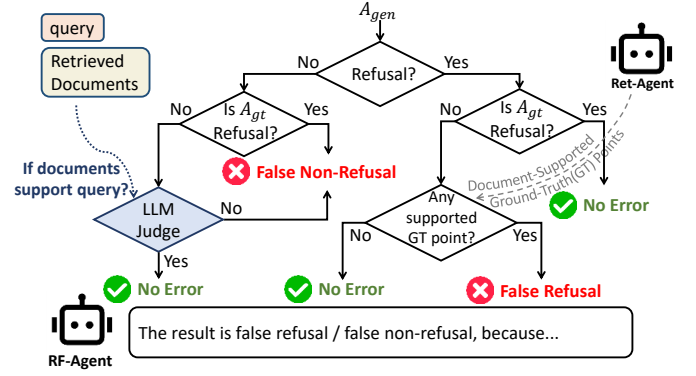 A_gen
query
Retrieved
Documents
No
Refusal?
Yes
Ret-Agent
No
Is A_gt
Refusal?
Yes
No
Is A_gt
Refusal?
Yes
If documents
support query?
False Non-Refusal
Document-Supported
Ground-Truth(GT) Points
LLM
Judge
No
Any
supported
GT point?
No Error
No
Yes
Yes
No Error
No Error
False Refusal
RF-Agent
The result is false refusal / false non-refusal, because...